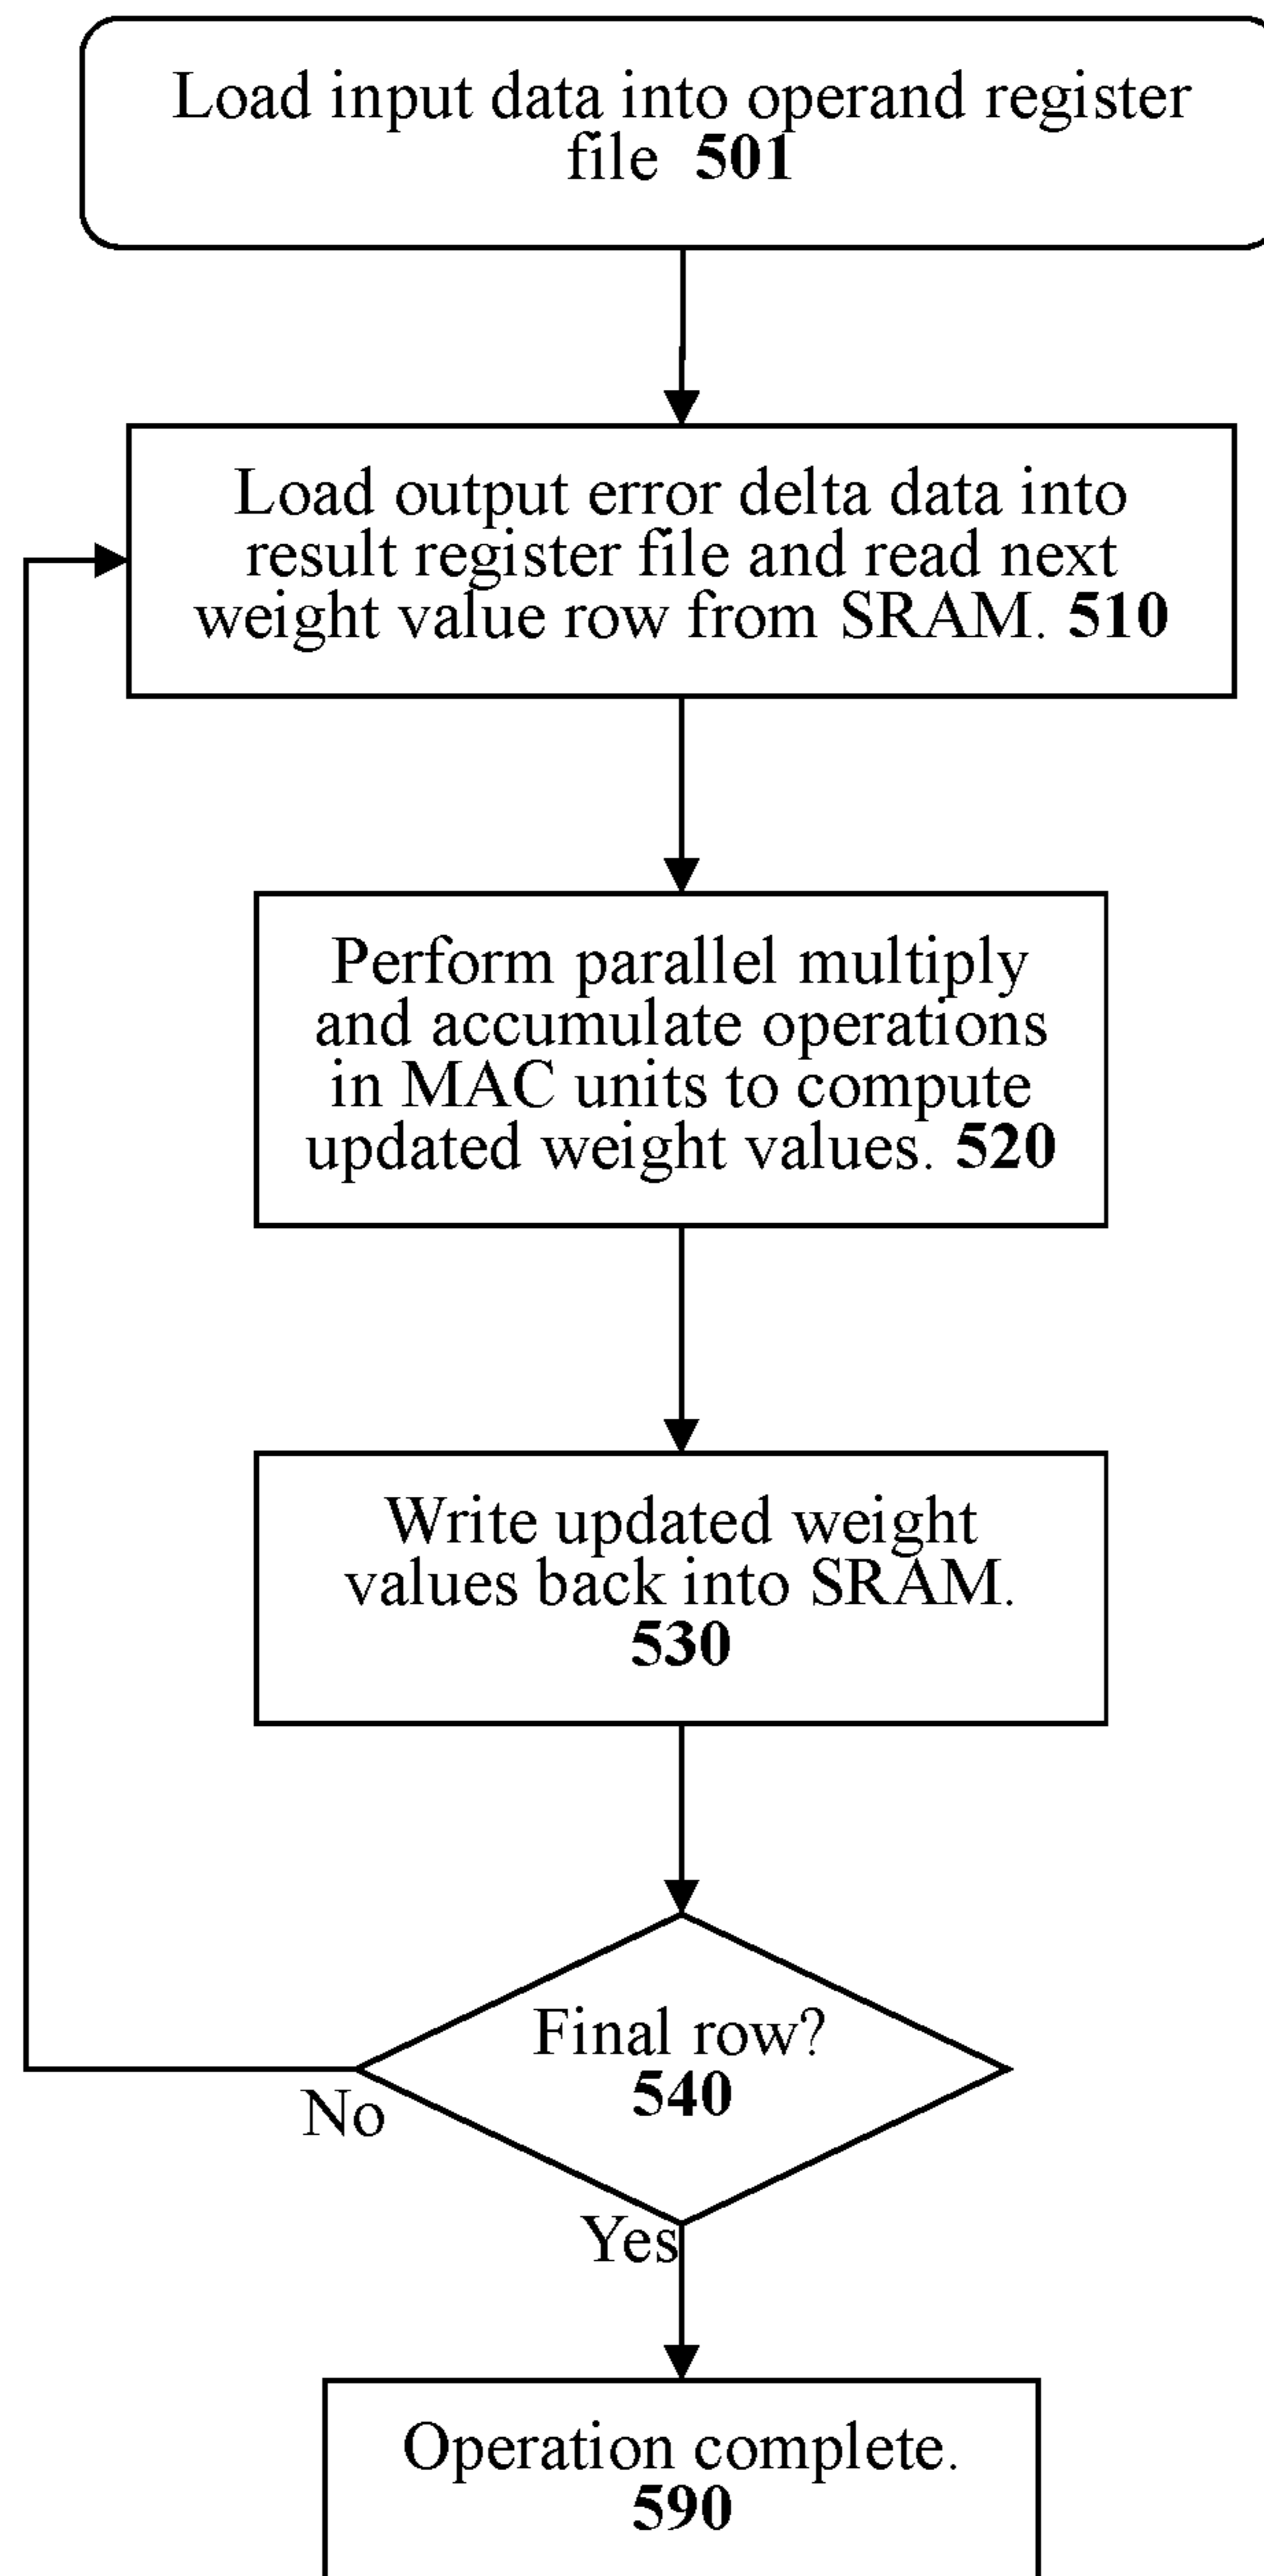 Load input data into operand register
file 501
Load output error delta data into
result register file and read next
weight value row from SRAM. 510
Perform parallel multiply
and accumulate operations
in MAC units to compute
updated weight values. 520
Write updated weight
values back into SRAM.
530
Final row?
540
No
Yes
Operation complete.
590